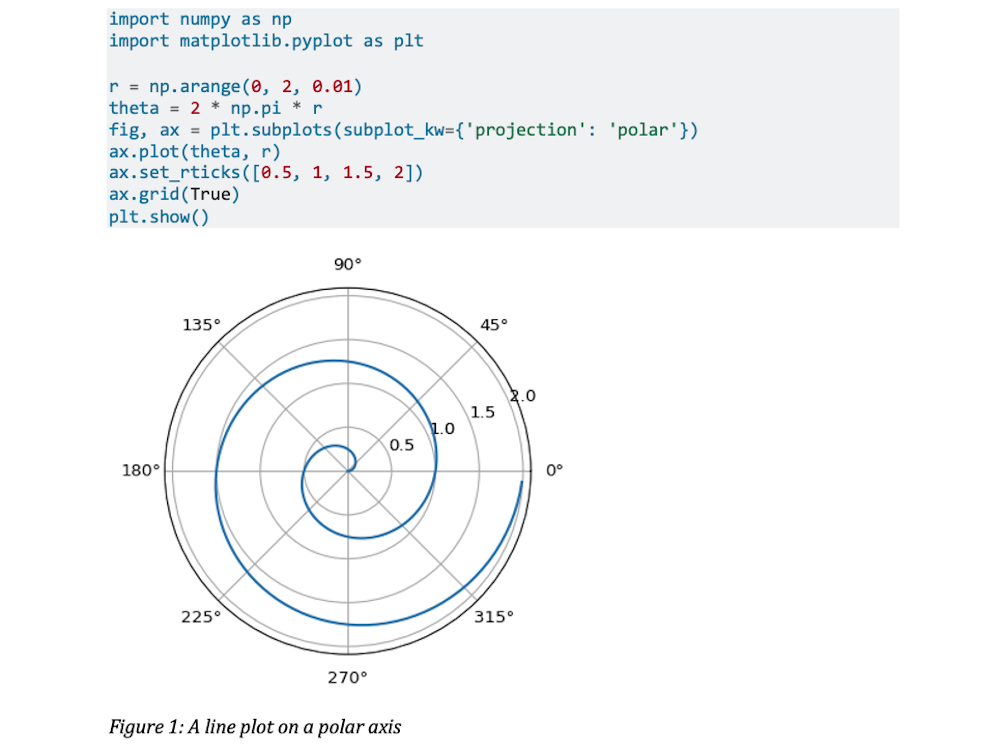 import numpy as np
import matplotlib.pyplot as plt
r = np.arange(0, 2, 0.01)
theta = 2 * np.pi * r
fig, ax = plt.subplots(subplot_kw={'projection': 'polar'})
ax.plot(theta, r)
ax.set_rticks([0.5, 1, 1.5, 2])
ax.grid(True)
plt.show()
90°
135°
45°
2.0
1.5
1.0
0.5
180°
0°
225°
315°
270°
Figure 1: A line plot on a polar axis